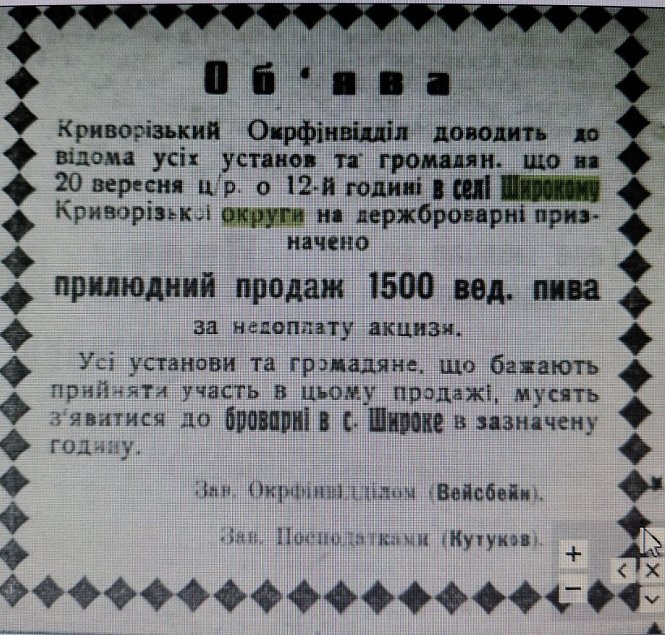 Об'ява
Криворізький Окрфінвідділ доводить до
відома усіх установ та громадян, що на
20 вересня ц/р. о 12-й годині в селі Широкому
Криворізької округи на держброварні приз-
начено
прилюдний продаж 1500 вед. пива
за недоплату акцизи.
Усі установи та громадяне, що бажають
прийняти участь в цьому продажі, мусять
з'явитися до броварні в с. Широке в зазначену
годину.
Зав. Окрфінвідділом (Вейсбейн).
Зав. Посподатками (Кутуков).